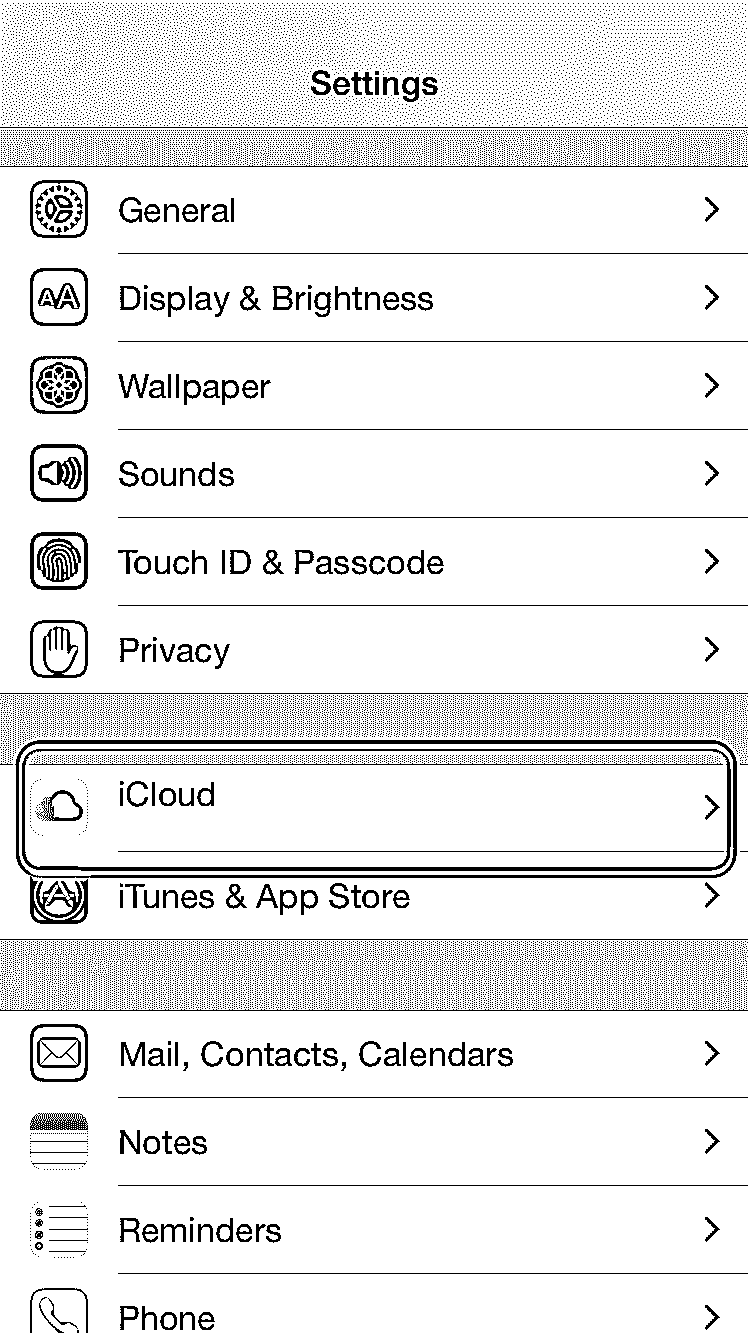 Settings
General
Display & Brightness
Wallpaper
Sounds
Touch ID & Passcode
Privacy
iCloud
iTunes & App Store
Mail, Contacts, Calendars
Notes
Reminders
Phone